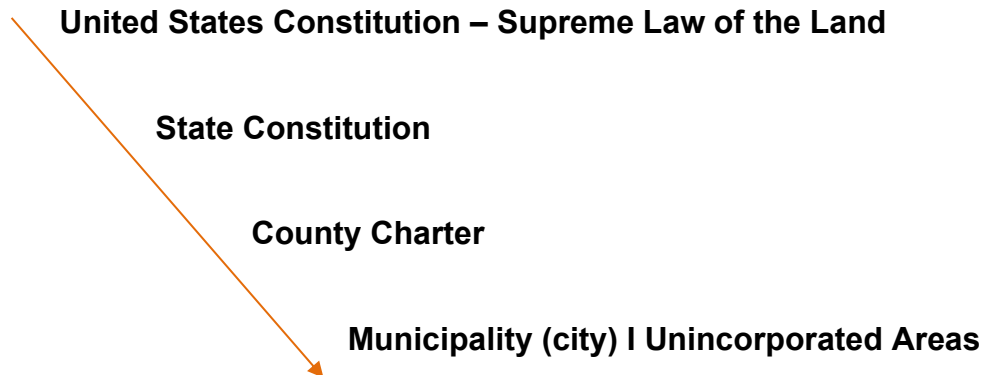 United States Constitution – Supreme Law of the Land
State Constitution
County Charter
Municipality (city) I Unincorporated Areas